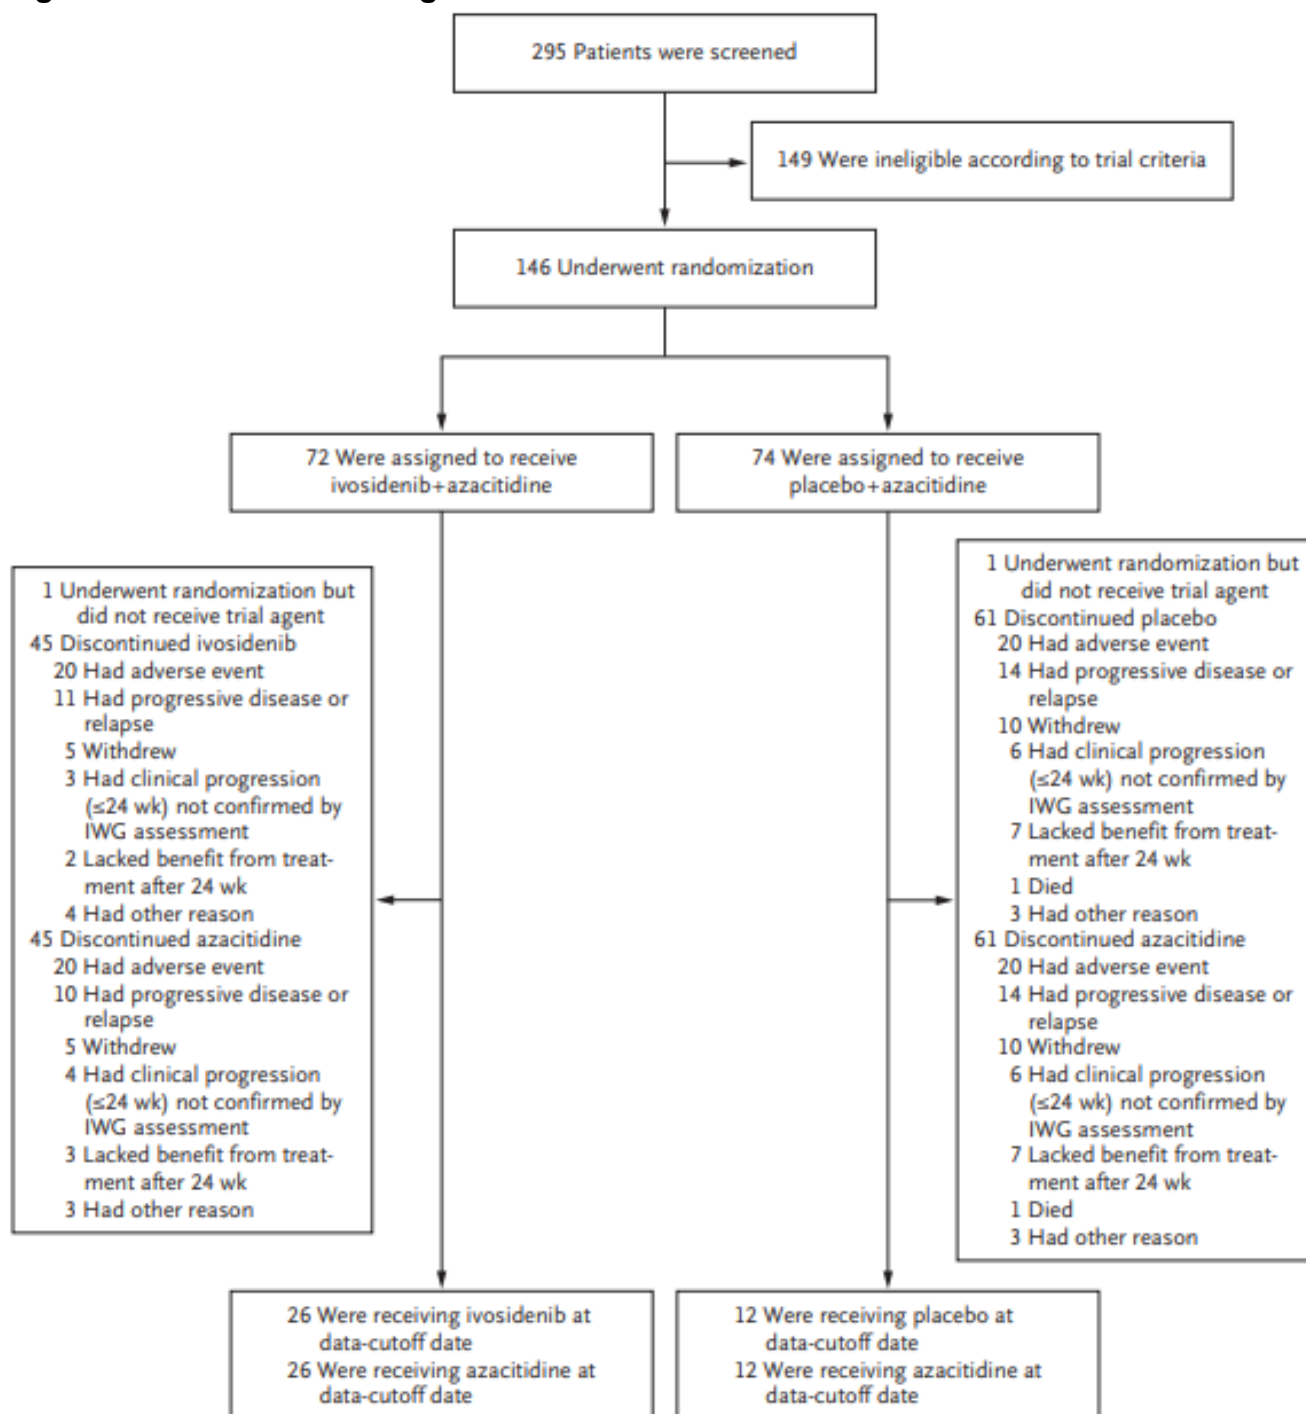 295 Patients were screened
149 Were ineligible according to trial criteria
146 Underwent randomization
72 Were assigned to receive
ivosidenib+azacitidine
74 Were assigned to receive
placebo+azacitidine
1 Underwent randomization but
did not receive trial agent
45 Discontinued ivosidenib
20 Had adverse event
11 Had progressive disease or
relapse
5 Withdrew
3 Had clinical progression
(≤24 wk) not confirmed by
IWG assessment
2 Lacked benefit from treat-
ment after 24 wk
4 Had other reason
45 Discontinued azacitidine
20 Had adverse event
10 Had progressive disease or
relapse
5 Withdrew
4 Had clinical progression
(≤24 wk) not confirmed by
IWG assessment
3 Lacked benefit from treat-
ment after 24 wk
3 Had other reason
1 Underwent randomization but
did not receive trial agent
61 Discontinued placebo
20 Had adverse event
14 Had progressive disease or
relapse
10 Withdrew
6 Had clinical progression
(≤24 wk) not confirmed by
IWG assessment
7 Lacked benefit from treat-
ment after 24 wk
1 Died
3 Had other reason
61 Discontinued azacitidine
20 Had adverse event
14 Had progressive disease or
relapse
10 Withdrew
6 Had clinical progression
(≤24 wk) not confirmed by
IWG assessment
7 Lacked benefit from treat-
ment after 24 wk
1 Died
3 Had other reason
26 Were receiving ivosidenib at
data-cutoff date
26 Were receiving azacitidine at
data-cutoff date
12 Were receiving placebo at
data-cutoff date
12 Were receiving azacitidine at
data-cutoff date